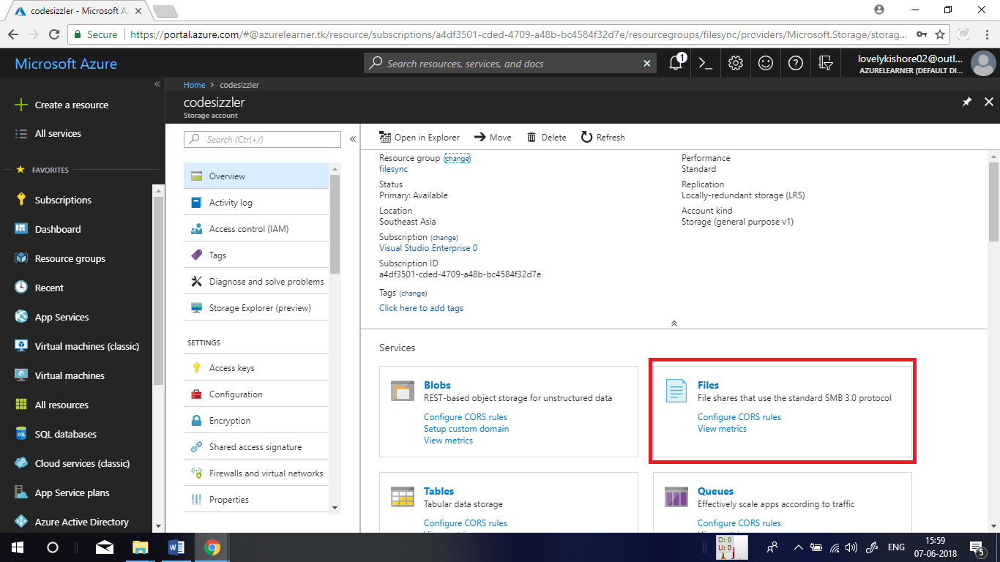 codesizzler - Microsoft A
Secure
https://portal.azure.com/#@azurelearner.tk/resource/subscriptions/a4df3501-cded-4709-a48b-bc4584f32d7e/resourcegroups/filesync/providers/Microsoft.Storage/storag...
Microsoft Azure
Search resources, services, and docs
1
lovelykishore02@outl...
AZURELEARNER (DEFAULT DI...
Create a resource
All services
FAVORITES
Subscriptions
Dashboard
Resource groups
Recent
App Services
Virtual machines (classic)
Virtual machines
All resources
SQL databases
Cloud services (classic)
App Service plans
Azure Active Directory
Home > codesizzler
codesizzler
Storage account
Search (Ctrl+/)
Overview
Activity log
Access control (IAM)
Tags
Diagnose and solve problems
Storage Explorer (preview)
SETTINGS
Access keys
Configuration
Encryption
Shared access signature
Firewalls and virtual networks
Properties
Open in Explorer
Move
Delete
Refresh
Resource group (change)
filesync
Status
Primary: Available
Location
Southeast Asia
Subscription (change)
Visual Studio Enterprise 0
Subscription ID
a4df3501-cded-4709-a48b-bc4584f32d7e
Tags (change)
Click here to add tags
Performance
Standard
Replication
Locally-redundant storage (LRS)
Account kind
Storage (general purpose v1)
Services
Blobs
REST-based object storage for unstructured data
Configure CORS rules
Setup custom domain
View metrics
Files
File shares that use the standard SMB 3.0 protocol
Configure CORS rules
View metrics
Tables
Tabular data storage
Configure CORS rules
Queues
Effectively scale apps according to traffic
Configure CORS rules
D: 0
U: 0
ENG
15:59
07-06-2018
5